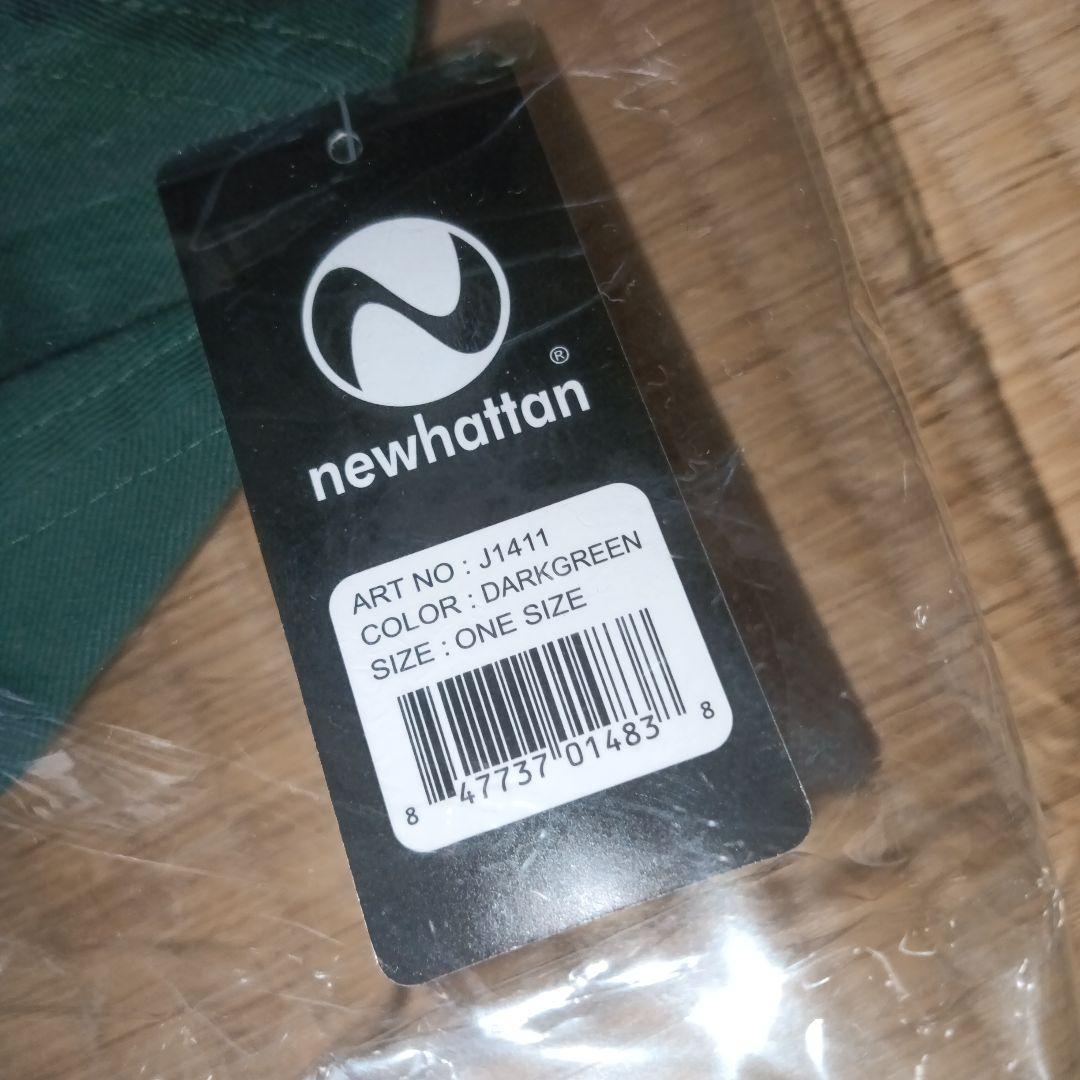 ®
newhattan
ART NO : J1411
COLOR : DARKGREEN
SIZE : ONE SIZE
8 47737 01483 8